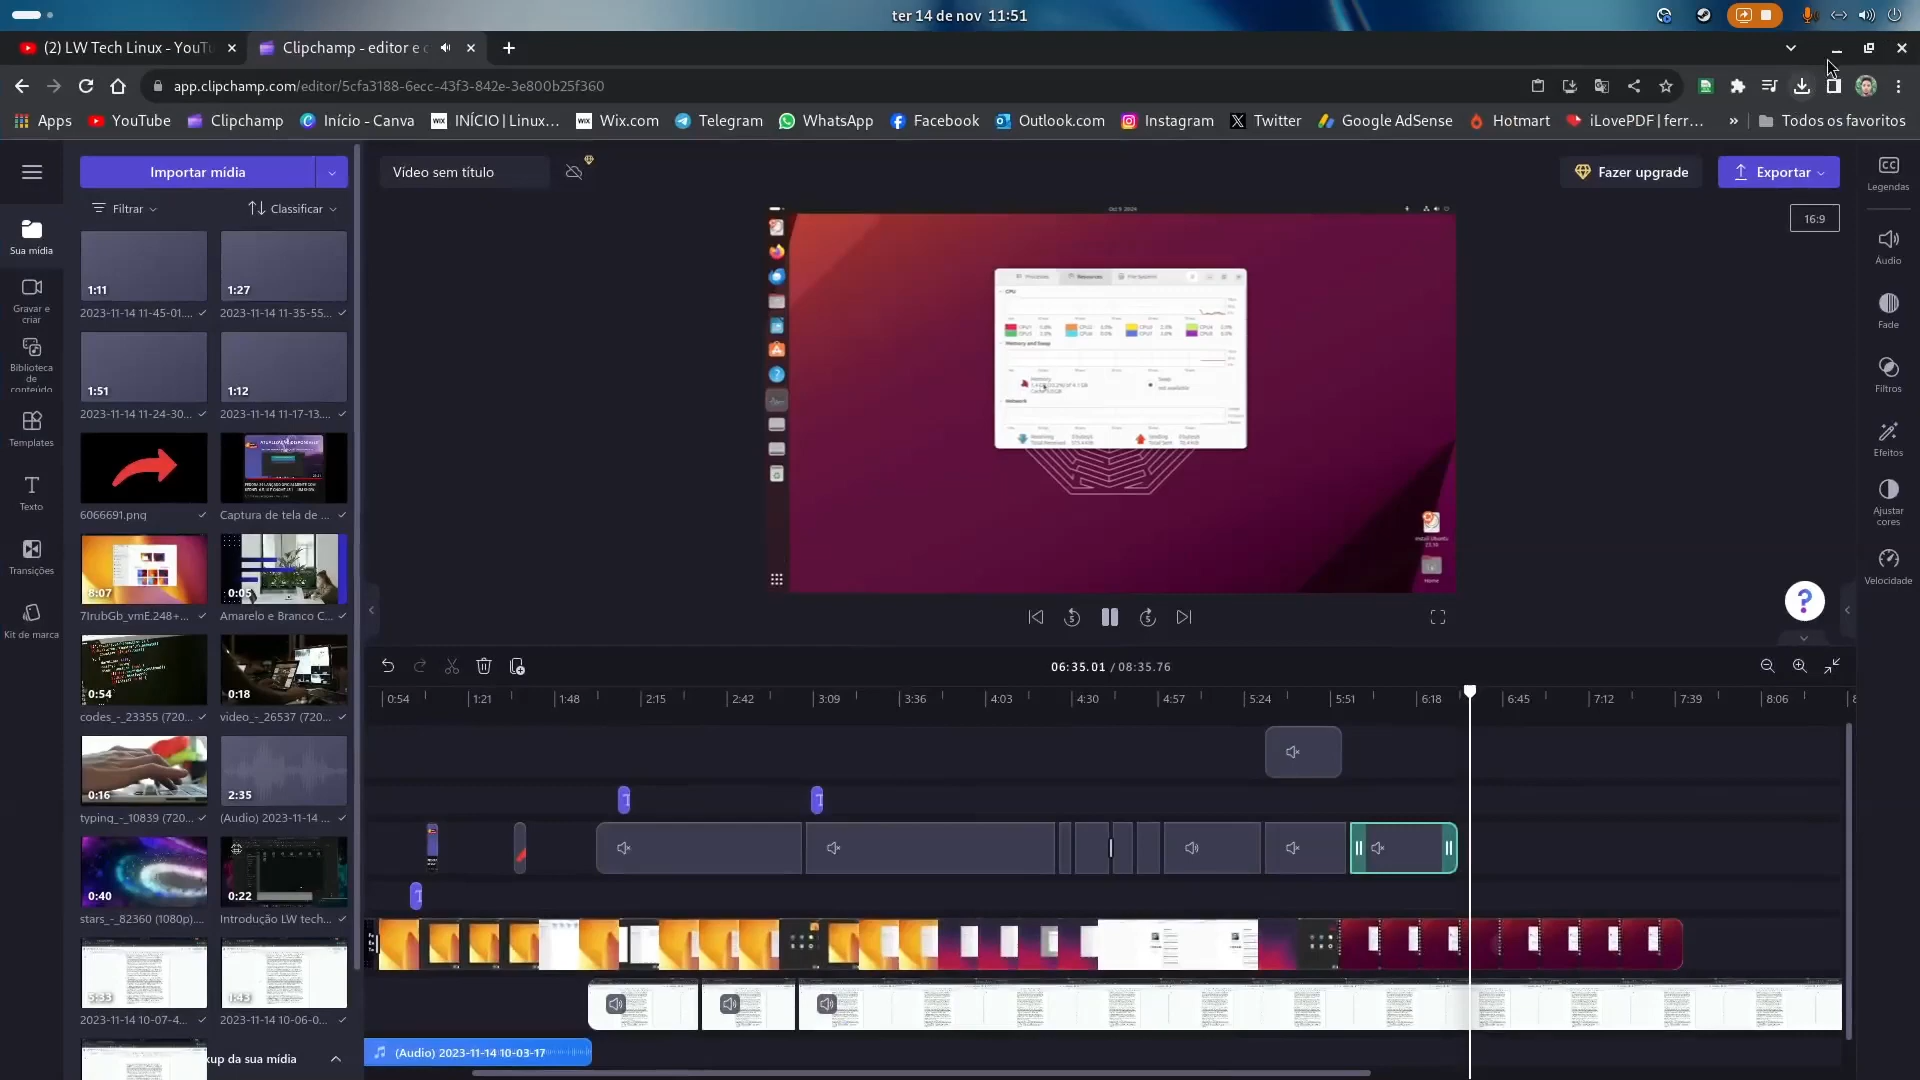 ter 14 de nov  11:51
(2) LW Tech Linux - YouTu
Clipchamp - editor e c
app.clipchamp.com/editor/5cfa3188-6ecc-43f3-842e-3e800b25f360
Apps
YouTube
Clipchamp
Início - Canva
INÍCIO | Linux...
Wix.com
Telegram
WhatsApp
Facebook
Outlook.com
Instagram
Twitter
Google AdSense
Hotmart
iLovePDF | ferr...
»
Todos os favoritos
Importar mídia
Vídeo sem título
Fazer upgrade
Exportar
Legendas
Filtrar
Classificar
16:9
Sua mídia
Gravar e
criar
Biblioteca
de
conteúdo
Templates
Texto
Transições
Kit de marca
1:11
1:27
2023-11-14 11-45-01....
2023-11-14 11-35-55...
1:51
1:12
2023-11-14 11-24-30...
2023-11-14 11-17-13....
6066691.png
Captura de tela de ...
8:07
0:05
7IrubGb_vmE.248+...
Amarelo e Branco C...
0:54
0:18
codes_-_23355 (720...
video_-_26537 (720...
0:16
2:35
typing_-_10839 (720...
(Audio) 2023-11-14 ...
0:40
0:22
stars_-_82360 (1080p)....
Introdução LW tech...
5:33
1:43
2023-11-14 10-07-4...
2023-11-14 10-06-0...
kup da sua mídia
Áudio
Fade
Filtros
Efeitos
Ajustar
cores
Velocidade
?
06:35.01 / 08:35.76
0:54
1:21
1:48
2:15
2:42
3:09
3:36
4:03
4:30
4:57
5:24
5:51
6:18
6:45
7:12
7:39
8:06
(Audio) 2023-11-14 10-03-17